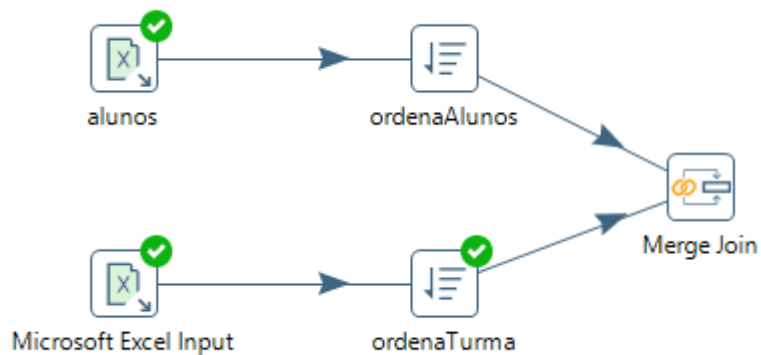 alunos
ordenaAlunos
Merge Join
Microsoft Excel Input
ordenaTurma